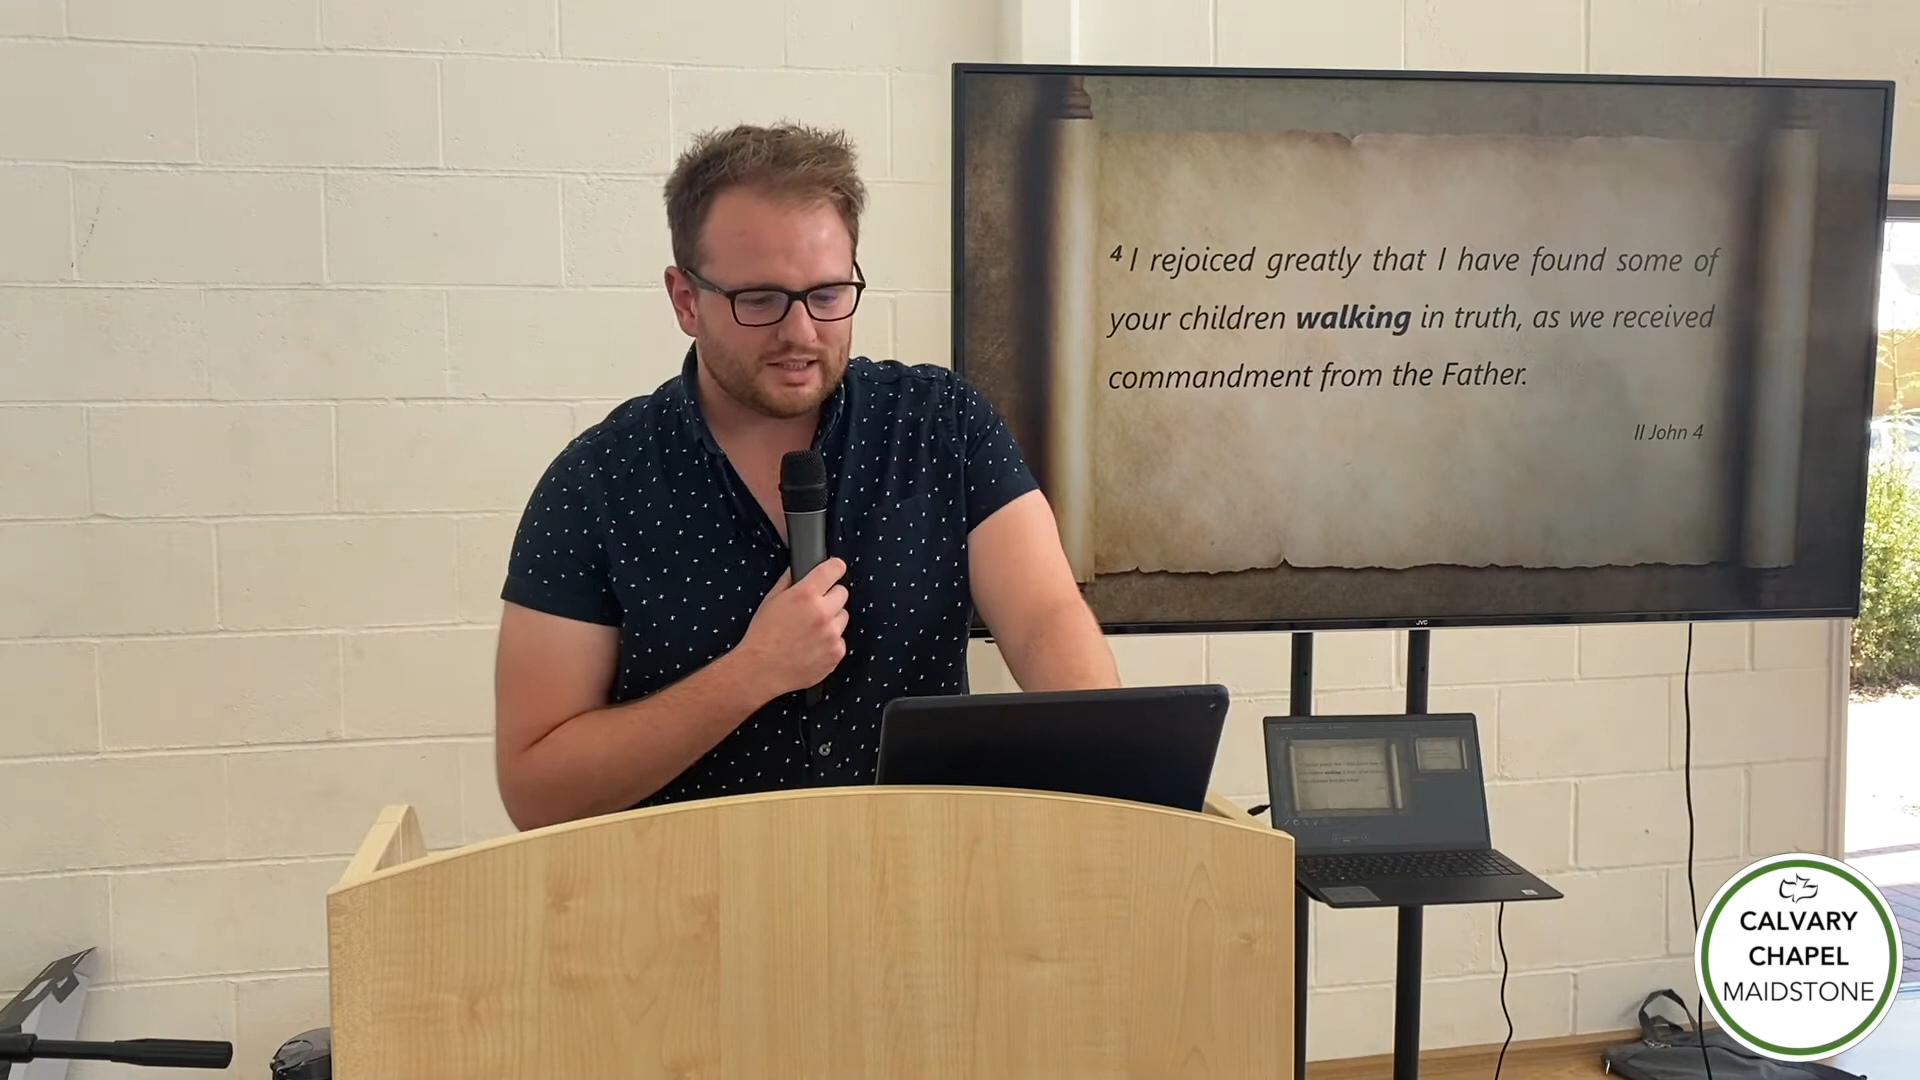 ⁴ I rejoiced greatly that I have found some of
your children walking in truth, as we received
commandment from the Father.
II John 4
JVC
CALVARY
CHAPEL
MAIDSTONE